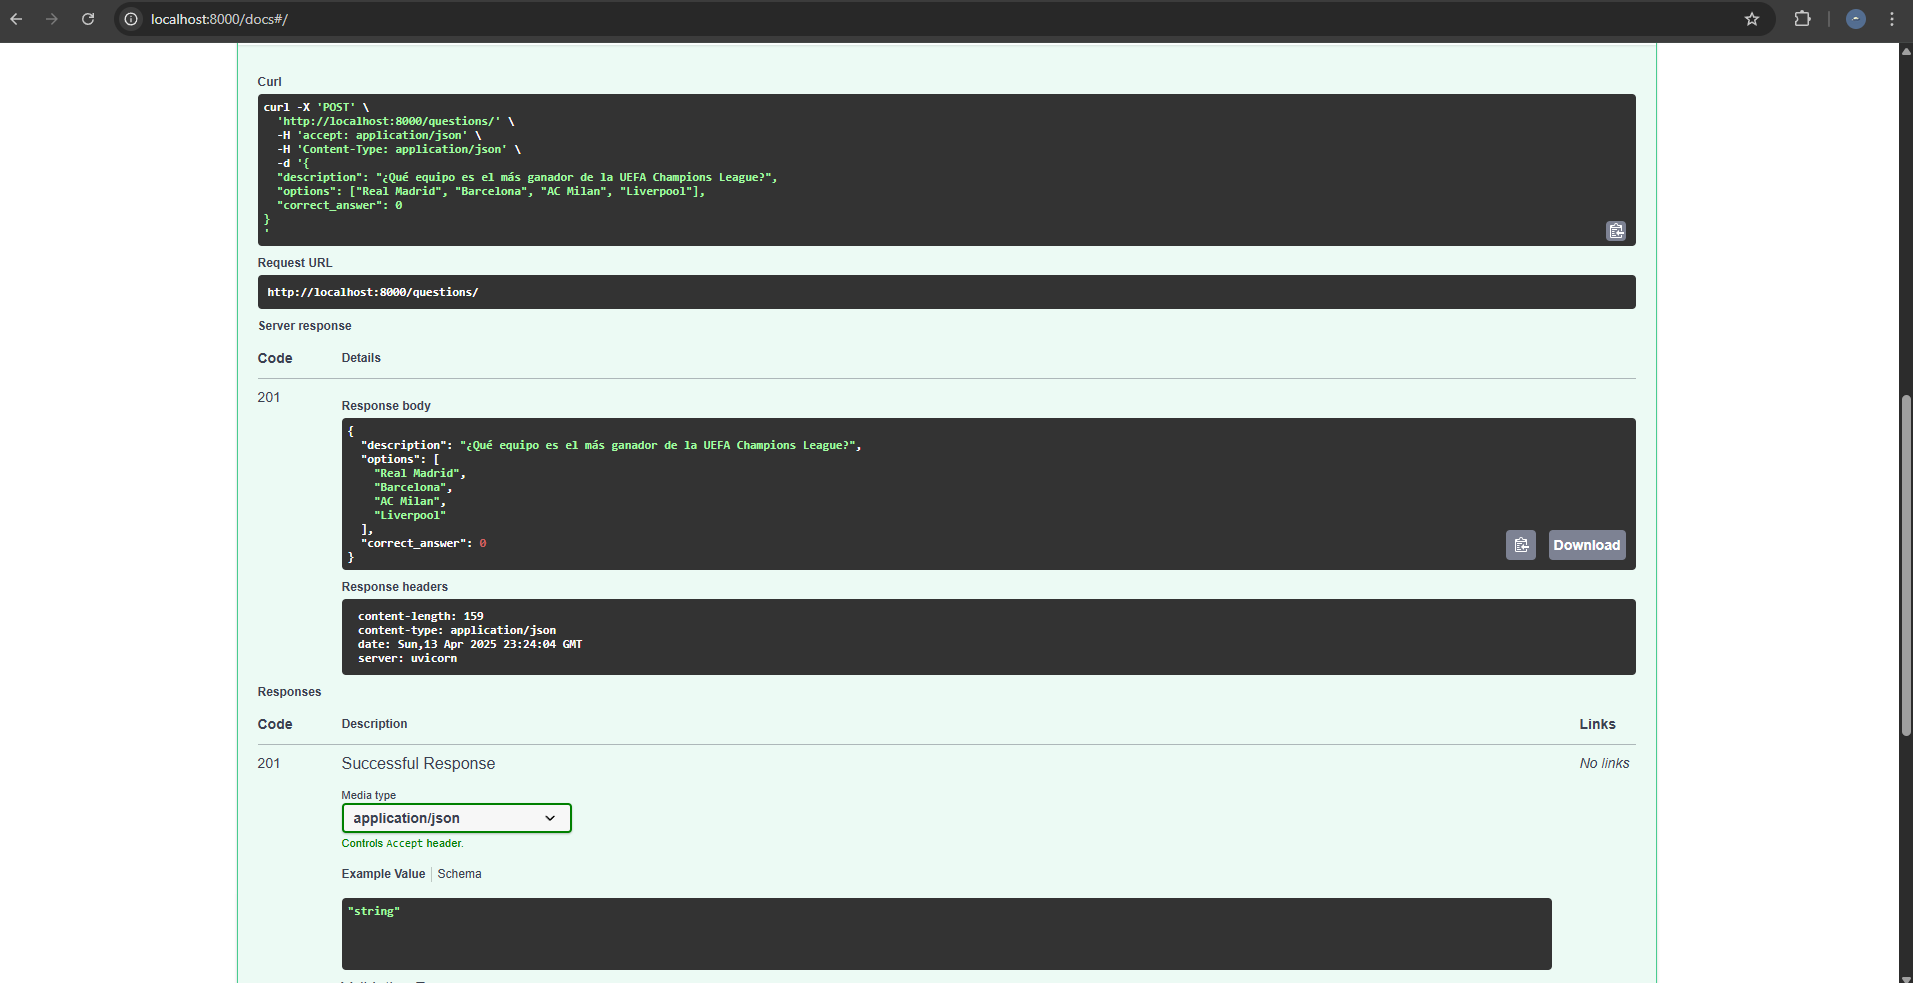 localhost:8000/docs#/
Curl
curl -X 'POST' \
'http://localhost:8000/questions/' \
-H 'accept: application/json' \
-H 'Content-Type: application/json' \
-d '{
"description": "¿Qué equipo es el más ganador de la UEFA Champions League?",
"options": ["Real Madrid", "Barcelona", "AC Milan", "Liverpool"],
"correct_answer": 0
}
'
Request URL
http://localhost:8000/questions/
Server response
Code Details
201
Response body
{
"description": "¿Qué equipo es el más ganador de la UEFA Champions League?",
"options": [
"Real Madrid",
"Barcelona",
"AC Milan",
"Liverpool"
],
"correct_answer": 0
}
Download
Response headers
content-length: 159
content-type: application/json
date: Sun,13 Apr 2025 23:24:04 GMT
server: uvicorn
Responses
Code Description Links
201 Successful Response No links
Media type
application/json
Controls Accept header.
Example Value Schema
"string"